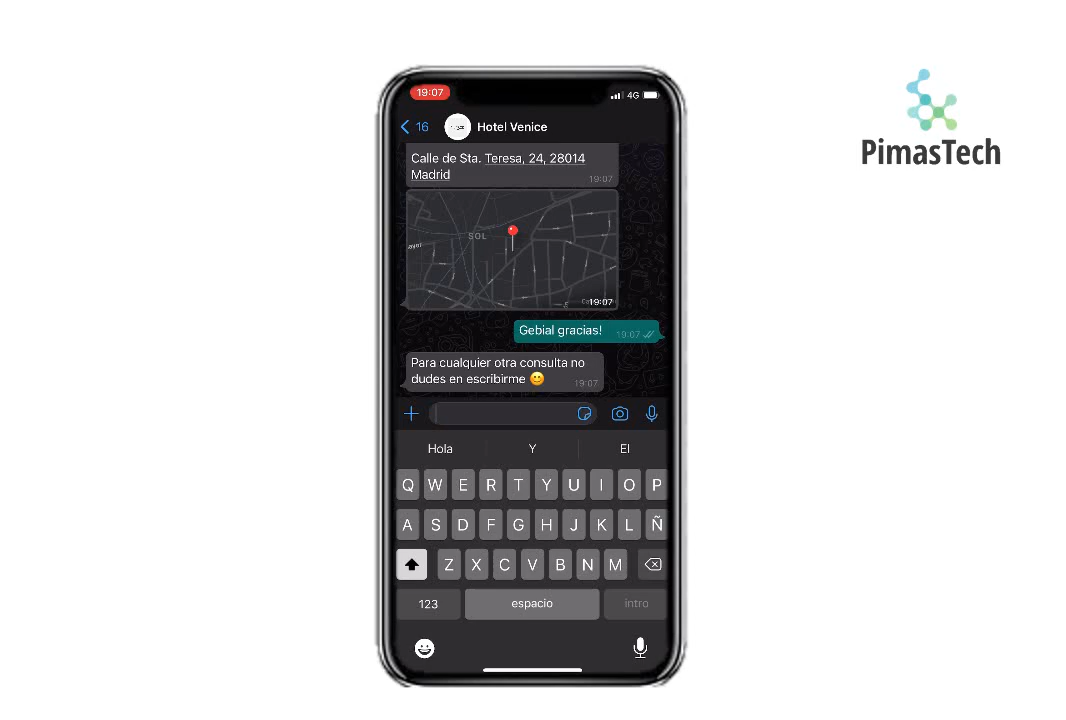 PimasTech
19:07
4G
16
Hotel Venice
Calle de Sta. Teresa, 24, 28014
Madrid
19:07
SOL
19:07
Gebial gracias! 19:07
Para cualquier otra consulta no
dudes en escribirme 😊 19:07
Hola Y El
Q W E R T Y U I O P
A S D F G H J K L Ñ
Z X C V B N M
123 espacio intro